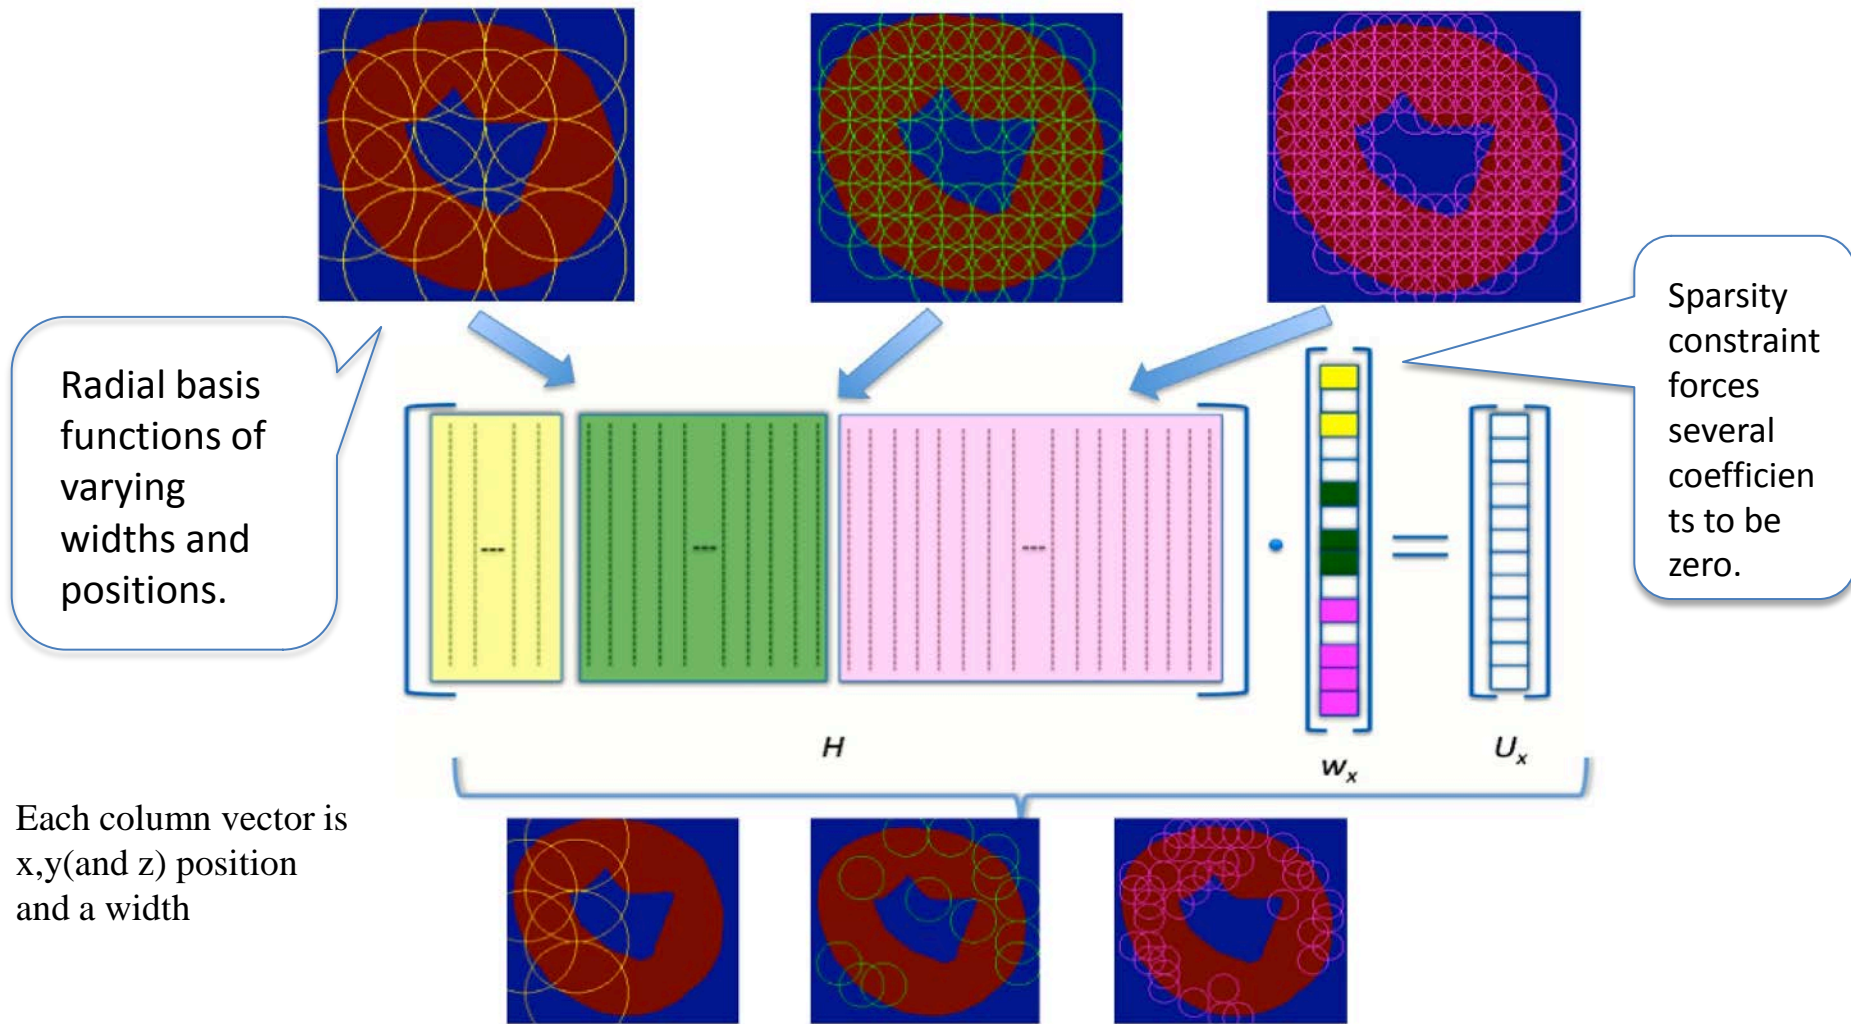 Radial basis
functions of
varying
widths and
positions.
Sparsity
constraint
forces
several
coefficien
ts to be
zero.
---
---
---
H
w_x
U_x
Each column vector is
x,y(and z) position
and a width